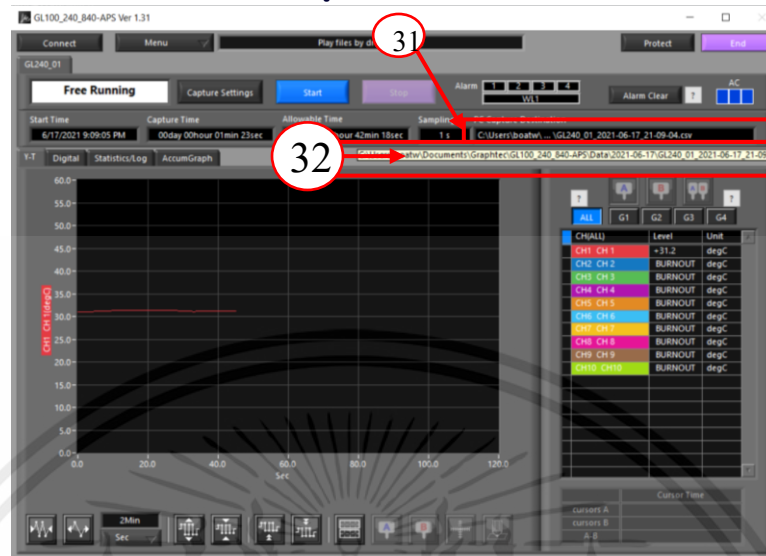 GL100_240_840-APS Ver 1.31
Connect Menu Play files by dr 31 Protect End
GL240_01
Free Running Capture Settings Start Stop Alarm 1 2 3 4 WL1 Alarm Clear ? AC
Start Time Capture Time Allowable Time Sampling
6/17/2021 9:09:05 PM 00day 00hour 01min 23sec hour 42min 18sec 1 s C:\Users\boatw\ ... \GL240_01_2021-06-17_21-09-04.csv
Y-T Digital Statistics/Log AccumGraph 32 boatw\Documents\Graphtec\GL100_240_840-APS\Data\2021-06-17\GL240_01_2021-06-17_21-09
60.0
55.0
50.0
45.0
40.0
35.0
30.0
25.0
20.0
15.0
10.0
5.0
0.0
CH1 CH 1(degC)
0.0 20.0 40.0 60.0 80.0 100.0 120.0
Sec
? A B A B ?
ALL G1 G2 G3 G4
CH(ALL) Level Unit
CH1 CH 1 +31.2 degC
CH2 CH 2 BURNOUT degC
CH3 CH 3 BURNOUT degC
CH4 CH 4 BURNOUT degC
CH5 CH 5 BURNOUT degC
CH6 CH 6 BURNOUT degC
CH7 CH 7 BURNOUT degC
CH8 CH 8 BURNOUT degC
CH9 CH 9 BURNOUT degC
CH10 CH10 BURNOUT degC
2Min
Sec
A B
Cursor Time
cursors A
cursors B
A-B